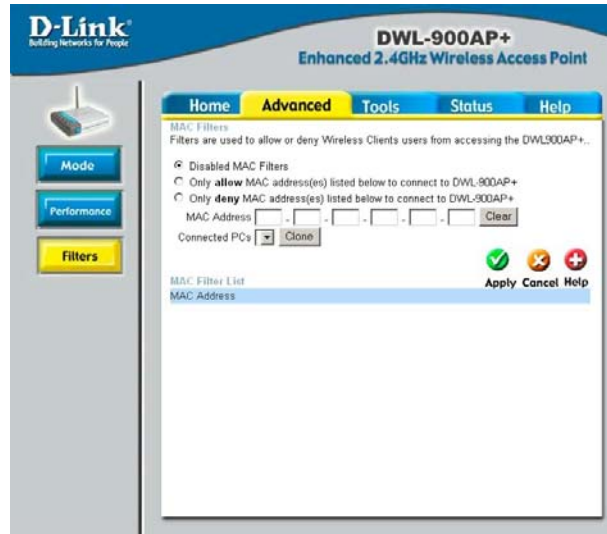 D-Link
Building Networks for People
DWL-900AP+
Enhanced 2.4GHz Wireless Access Point
Home Advanced Tools Status Help
Mode
Performance
Filters
MAC Filters
Filters are used to allow or deny Wireless Clients users from accessing the DWL900AP+..
Disabled MAC Filters
Only allow MAC address(es) listed below to connect to DWL-900AP+
Only deny MAC address(es) listed below to connect to DWL-900AP+
MAC Address - - - - - Clear
Connected PCs Clone
Apply Cancel Help
MAC Filter List
MAC Address